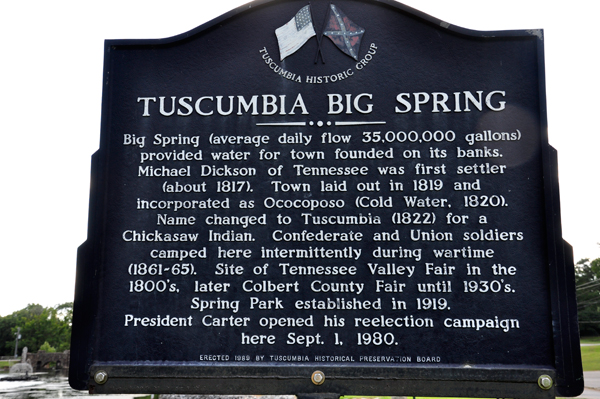 TUSCUMBIA HISTORIC GROUP
TUSCUMBIA BIG SPRING
Big Spring (average daily flow 35,000,000 gallons)
provided water for town founded on its banks.
Michael Dickson of Tennessee was first settler
(about 1817). Town laid out in 1819 and
incorporated as Ococoposo (Cold Water, 1820).
Name changed to Tuscumbia (1822) for a
Chickasaw Indian. Confederate and Union soldiers
camped here intermittently during wartime
(1861-65). Site of Tennessee Valley Fair in the
1800's, later Colbert County Fair until 1930's.
Spring Park established in 1919.
President Carter opened his reelection campaign
here Sept. 1, 1980.
ERECTED 1989 BY TUSCUMBIA HISTORICAL PRESERVATION BOARD